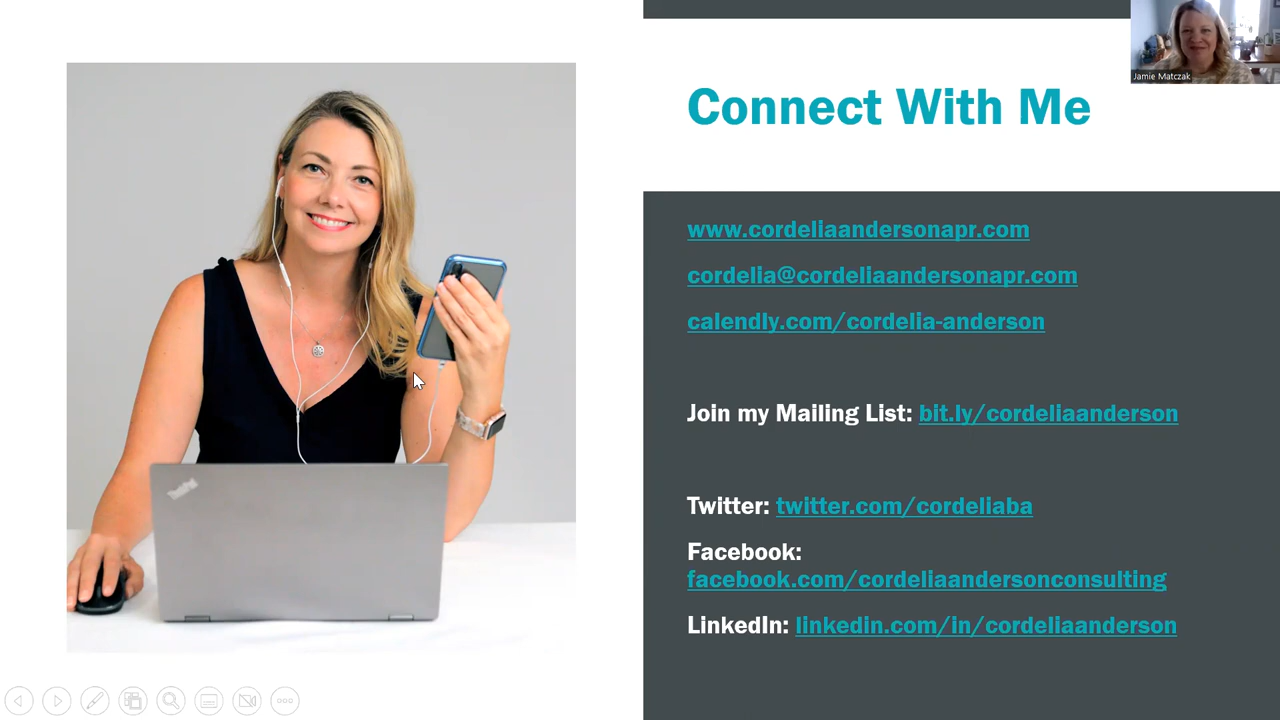 Connect With Me
Jamie Matczak
www.cordeliaandersonapr.com
cordelia@cordeliaandersonapr.com
calendly.com/cordelia-anderson
Join my Mailing List: bit.ly/cordeliaanderson
Twitter: twitter.com/cordeliaba
Facebook:
facebook.com/cordeliaandersonconsulting
LinkedIn: linkedin.com/in/cordeliaanderson